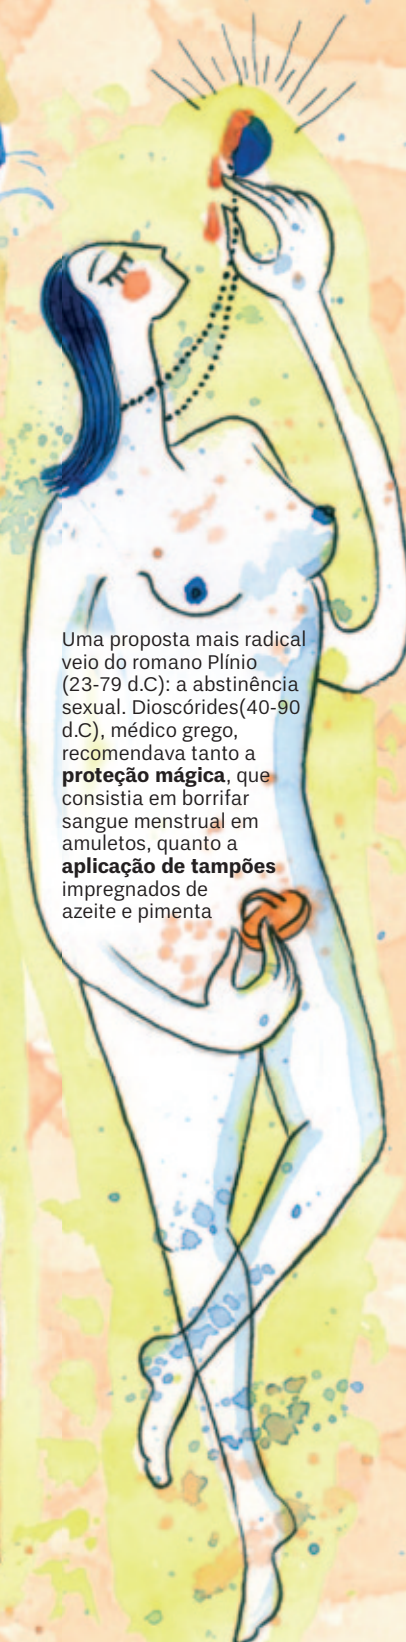 Uma proposta mais radical
veio do romano Plínio
(23-79 d.C): a abstinência
sexual. Dioscórides(40-90
d.C), médico grego,
recomendava tanto a
proteção mágica, que
consistia em borrifar
sangue menstrual em
amuletos, quanto a
aplicação de tampões
impregnados de
azeite e pimenta